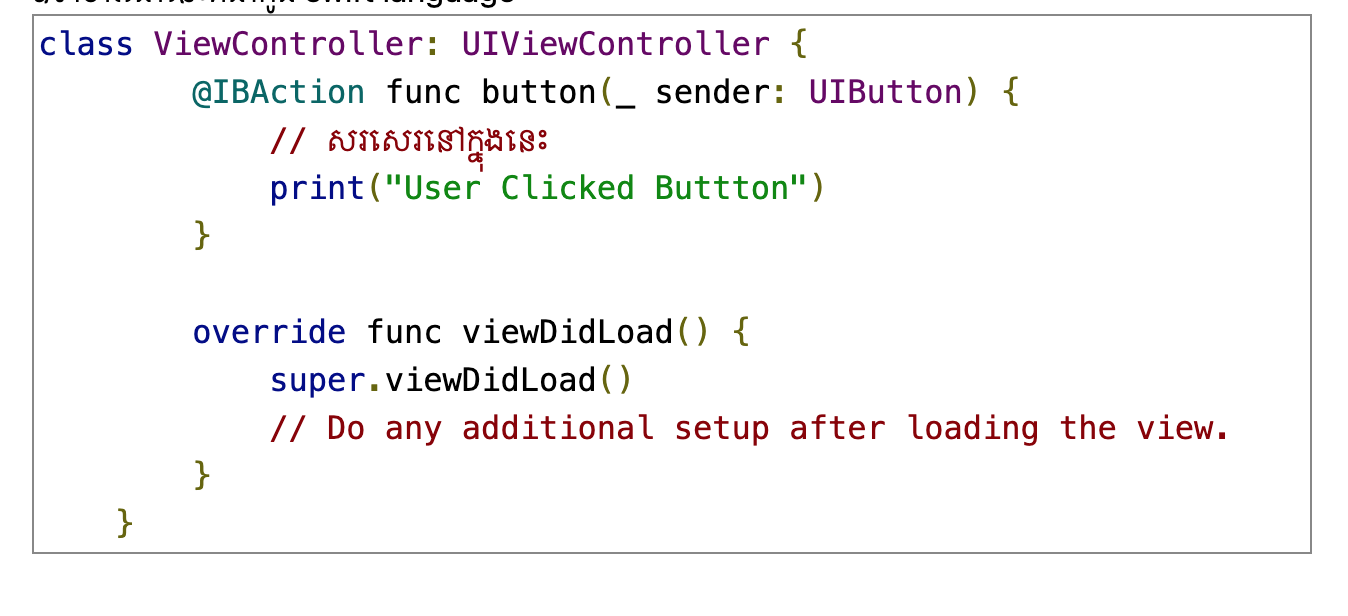 swift language
class ViewController: UIViewController {
@IBAction func button(_ sender: UIButton) {
// សរសេរនៅក្នុងនេះ
print("User Clicked Buttton")
}
override func viewDidLoad() {
super.viewDidLoad()
// Do any additional setup after loading the view.
}
}